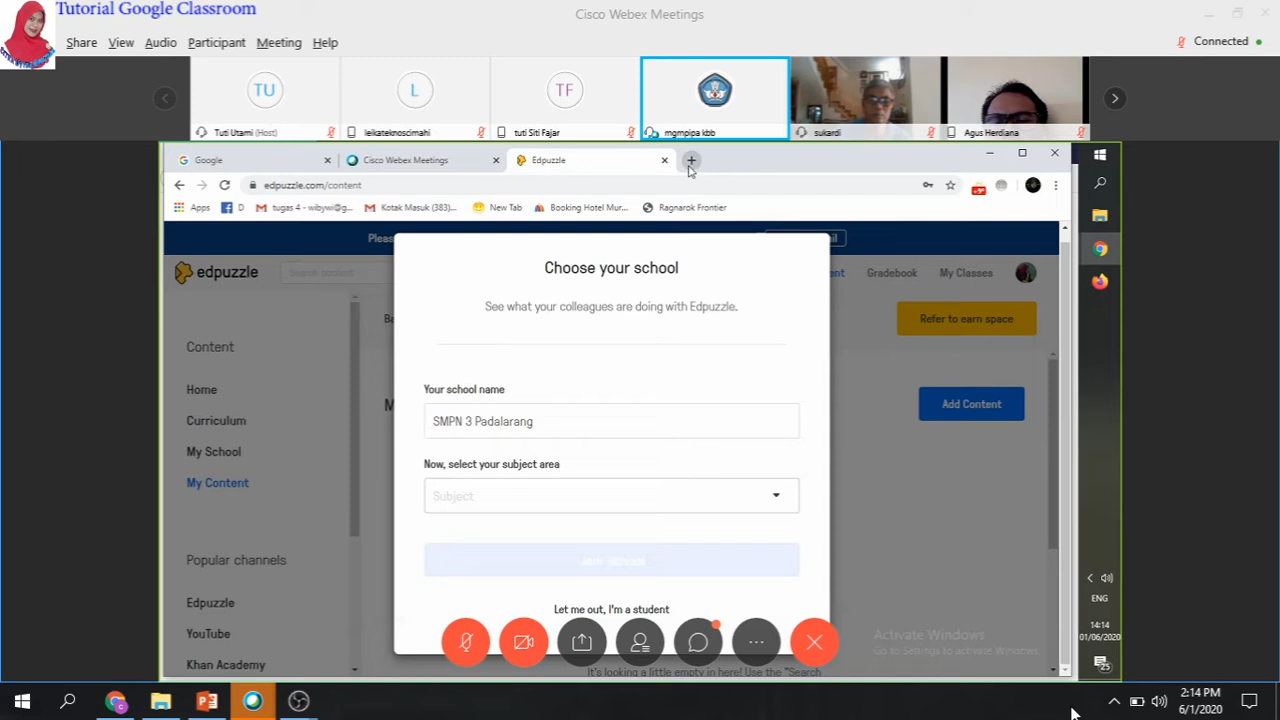 Tutorial Google Classroom
Cisco Webex Meetings
Share View Audio Participant Meeting Help
Connected
TU
L
TF
Tuti Utami (Host)
leikateknoscimahi
tuti Siti Fajar
mgmpipa kbb
sukardi
Agus Herdiana
Google
Cisco Webex Meetings
Edpuzzle
edpuzzle.com/content
Apps
D
tugas 4 - wibywi@g...
Kotak Masuk (383)...
New Tab
Booking Hotel Mur...
Ragnarok Frontier
edpuzzle
Search content
Gradebook
My Classes
Refer to earn space
Content
Home
Curriculum
My School
My Content
Add Content
Popular channels
Edpuzzle
YouTube
Khan Academy
Choose your school
See what your colleagues are doing with Edpuzzle.
Your school name
SMPN 3 Padalarang
Now, select your subject area
Subject
Let me out, I'm a student
It's looking a little empty in here! Use the "Search
Activate Windows
Go to Settings to activate Windows.
ENG
14:14
01/06/2020
25
2:14 PM
6/1/2020